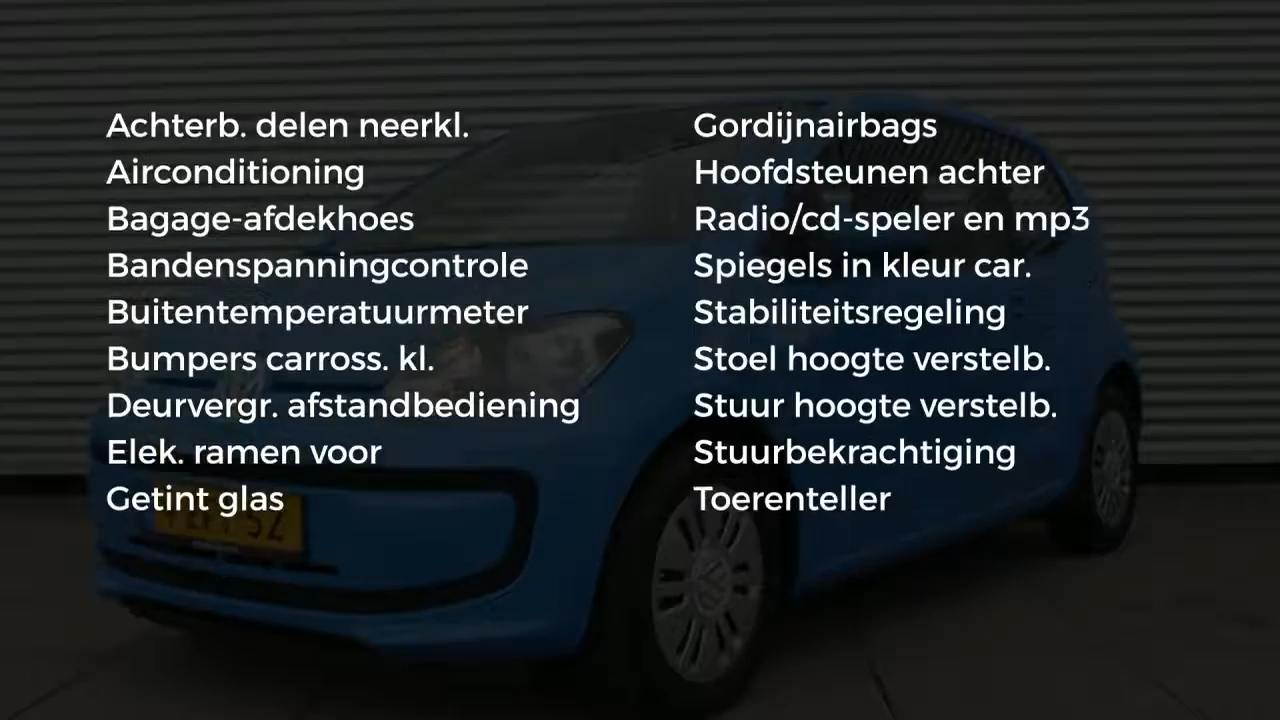 Achterb. delen neerkl.
Airconditioning
Bagage-afdekhoes
Bandenspanningcontrole
Buitentemperatuurmeter
Bumpers carross. kl.
Deurvergr. afstandbediening
Elek. ramen voor
Getint glas
Gordijnairbags
Hoofdsteunen achter
Radio/cd-speler en mp3
Spiegels in kleur car.
Stabiliteitsregeling
Stoel hoogte verstelb.
Stuur hoogte verstelb.
Stuurbekrachtiging
Toerenteller